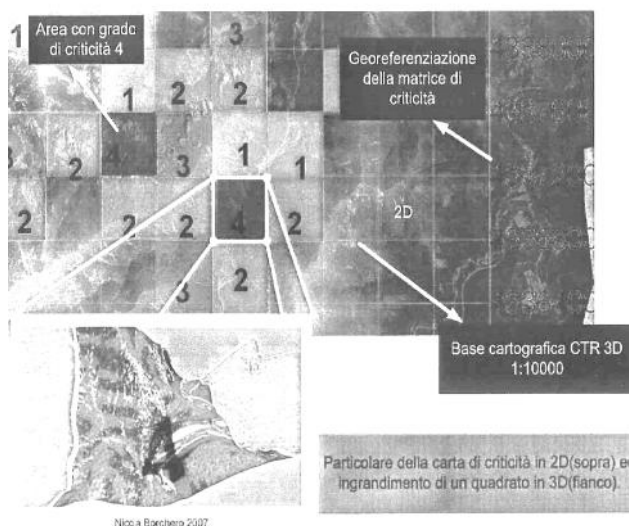 Area con grado
di criticità 4
Georeferenziazione
della matrice di
criticità
1
3
1
2
2
4
3
1
1
3
2
2
2
2
4
2
2D
3
2
Base cartografica CTR 3D
1:10000
Particolare della carta di criticità in 2D(sopra) ed
ingrandimento di un quadrato in 3D(fianco).
Borchero 2007